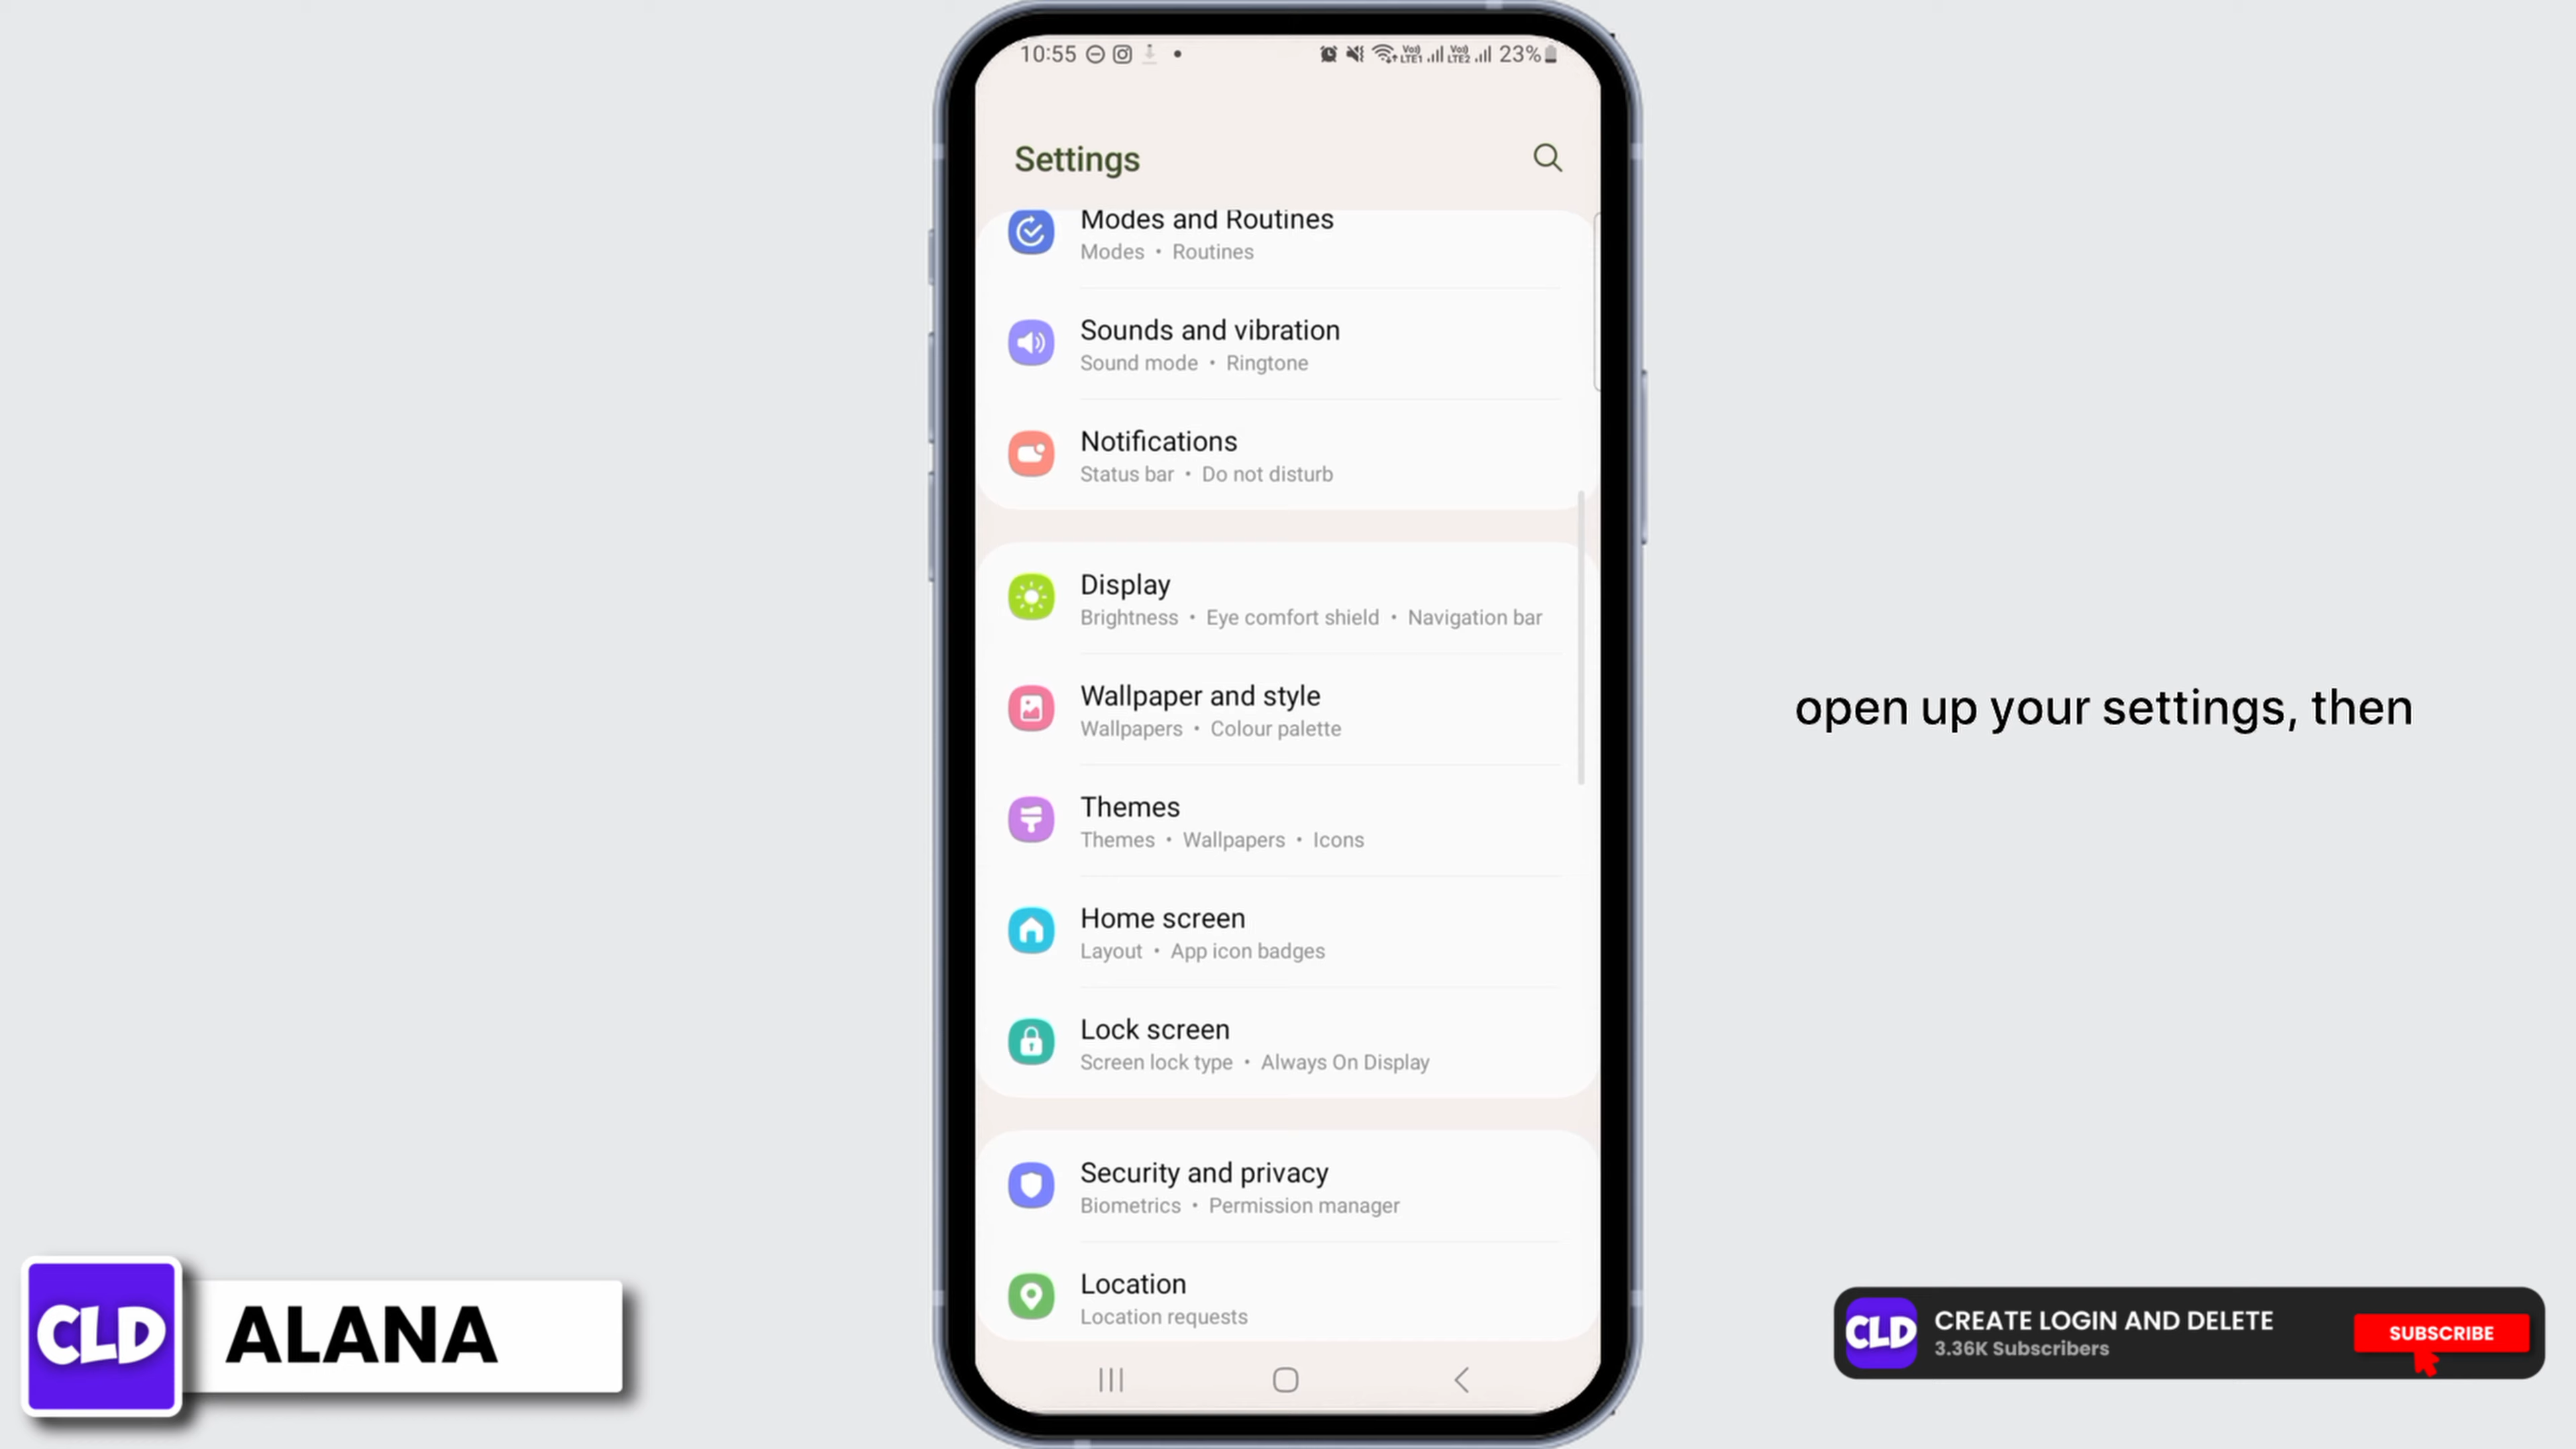 10:55
Vo) LTE1 Vo) LTE2 23%
Settings
Modes and Routines
Modes • Routines
Sounds and vibration
Sound mode • Ringtone
Notifications
Status bar • Do not disturb
Display
Brightness • Eye comfort shield • Navigation bar
Wallpaper and style
Wallpapers • Colour palette
Themes
Themes • Wallpapers • Icons
Home screen
Layout • App icon badges
Lock screen
Screen lock type • Always On Display
Security and privacy
Biometrics • Permission manager
Location
Location requests
open up your settings, then
CLD
ALANA
CLD
CREATE LOGIN AND DELETE
3.36K Subscribers
SUBSCRIBE